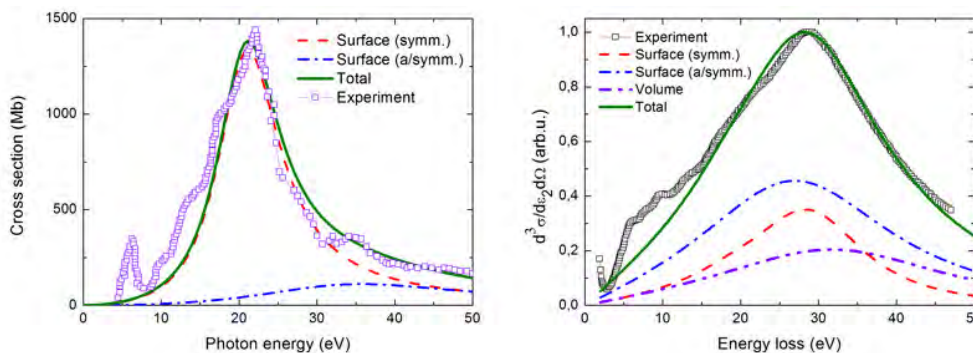 1500
1000
500
0
0
10
20
30
40
50
Cross section (Mb)
Photon energy (eV)
Surface (symm.)
Surface (a/symm.)
Total
Experiment
1,0
0,8
0,6
0,4
0,2
0,0
0
10
20
30
40
50
d³σ/dε₂dΩ (arb.u.)
Energy loss (eV)
Experiment
Surface (symm.)
Surface (a/symm.)
Volume
Total